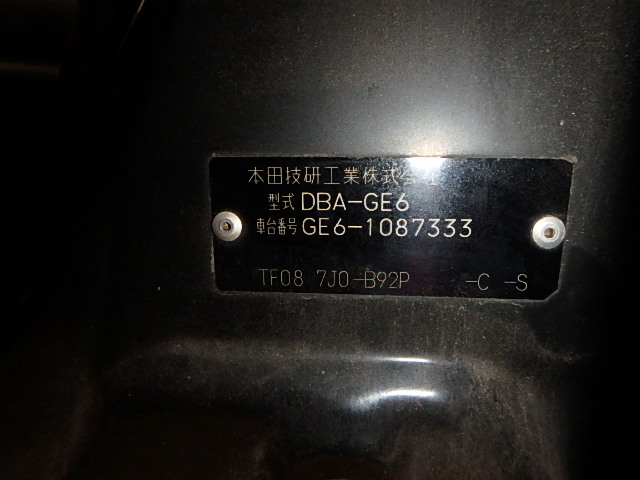 本田技研工業株式会社
型式 DBA-GE6
車台番号 GE6-1087333
TF08 7J0-B92P -C -S